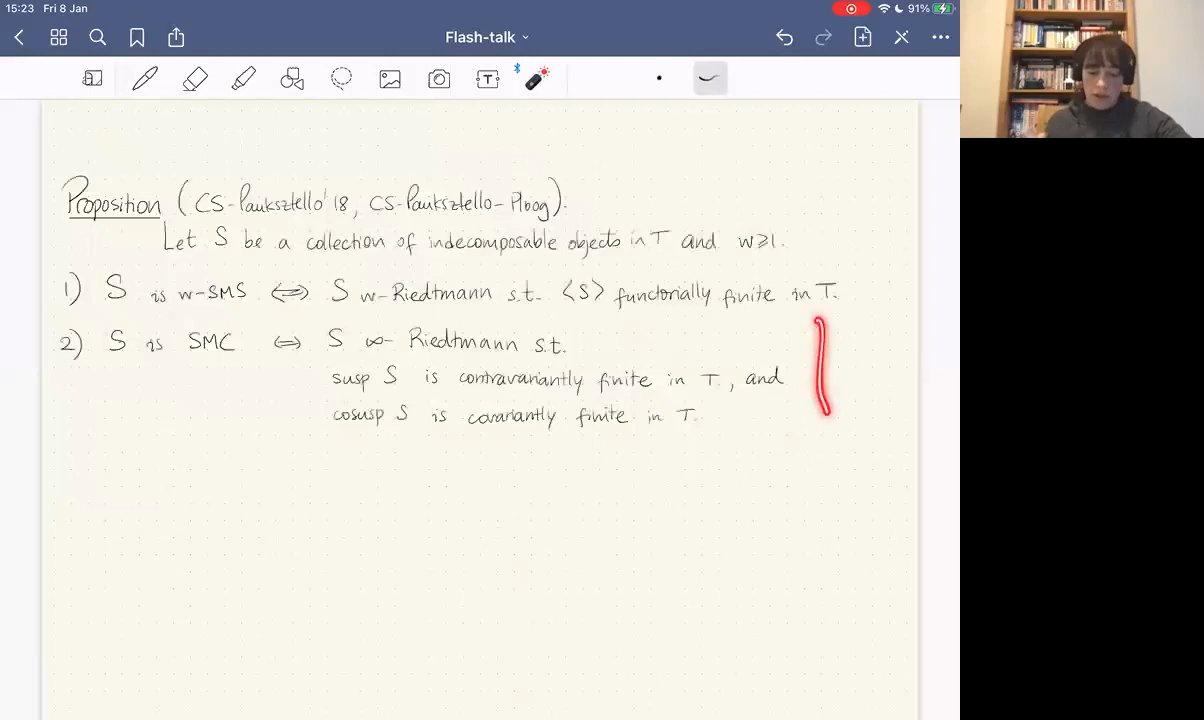 15:23 Fri 8 Jan
91%
Flash-talk
T
Proposition (CS-Pauksztello'18, CS-Pauksztello-Ploog).
Let S be a collection of indecomposable objects in T and w⩾1.
1) S is w-SMS ⟺ S w-Riedtmann s.t. ⟨S⟩ functorially finite in T.
2) S is SMC ⟺ S ∞-Riedtmann s.t.
susp S is contravariantly finite in T, and
cosusp S is covariantly finite in T.